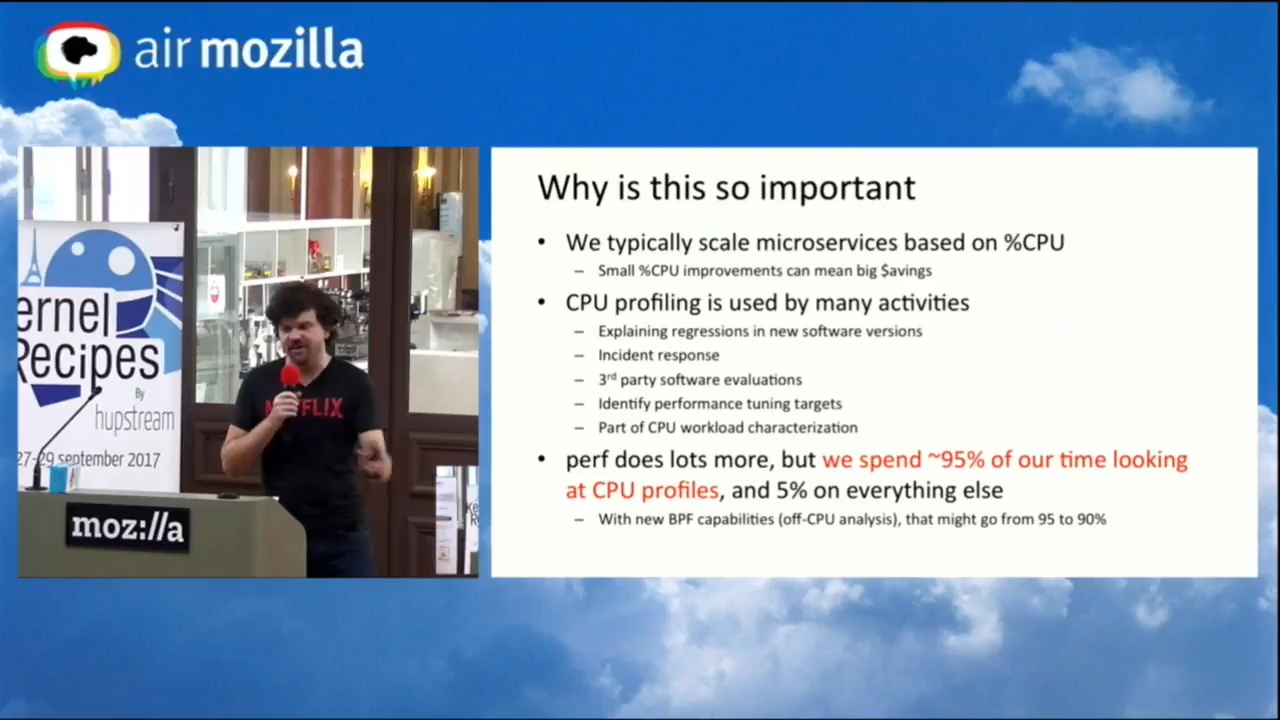 air mozilla
Why is this so important
• We typically scale microservices based on %CPU
– Small %CPU improvements can mean big $avings
• CPU profiling is used by many activities
– Explaining regressions in new software versions
– Incident response
– 3rd party software evaluations
– Identify performance tuning targets
– Part of CPU workload characterization
• perf does lots more, but we spend ~95% of our time looking
at CPU profiles, and 5% on everything else
– With new BPF capabilities (off-CPU analysis), that might go from 95 to 90%
ernel
Recipes
By
hupstream
27-29 september 2017
NETFLIX
moz://a